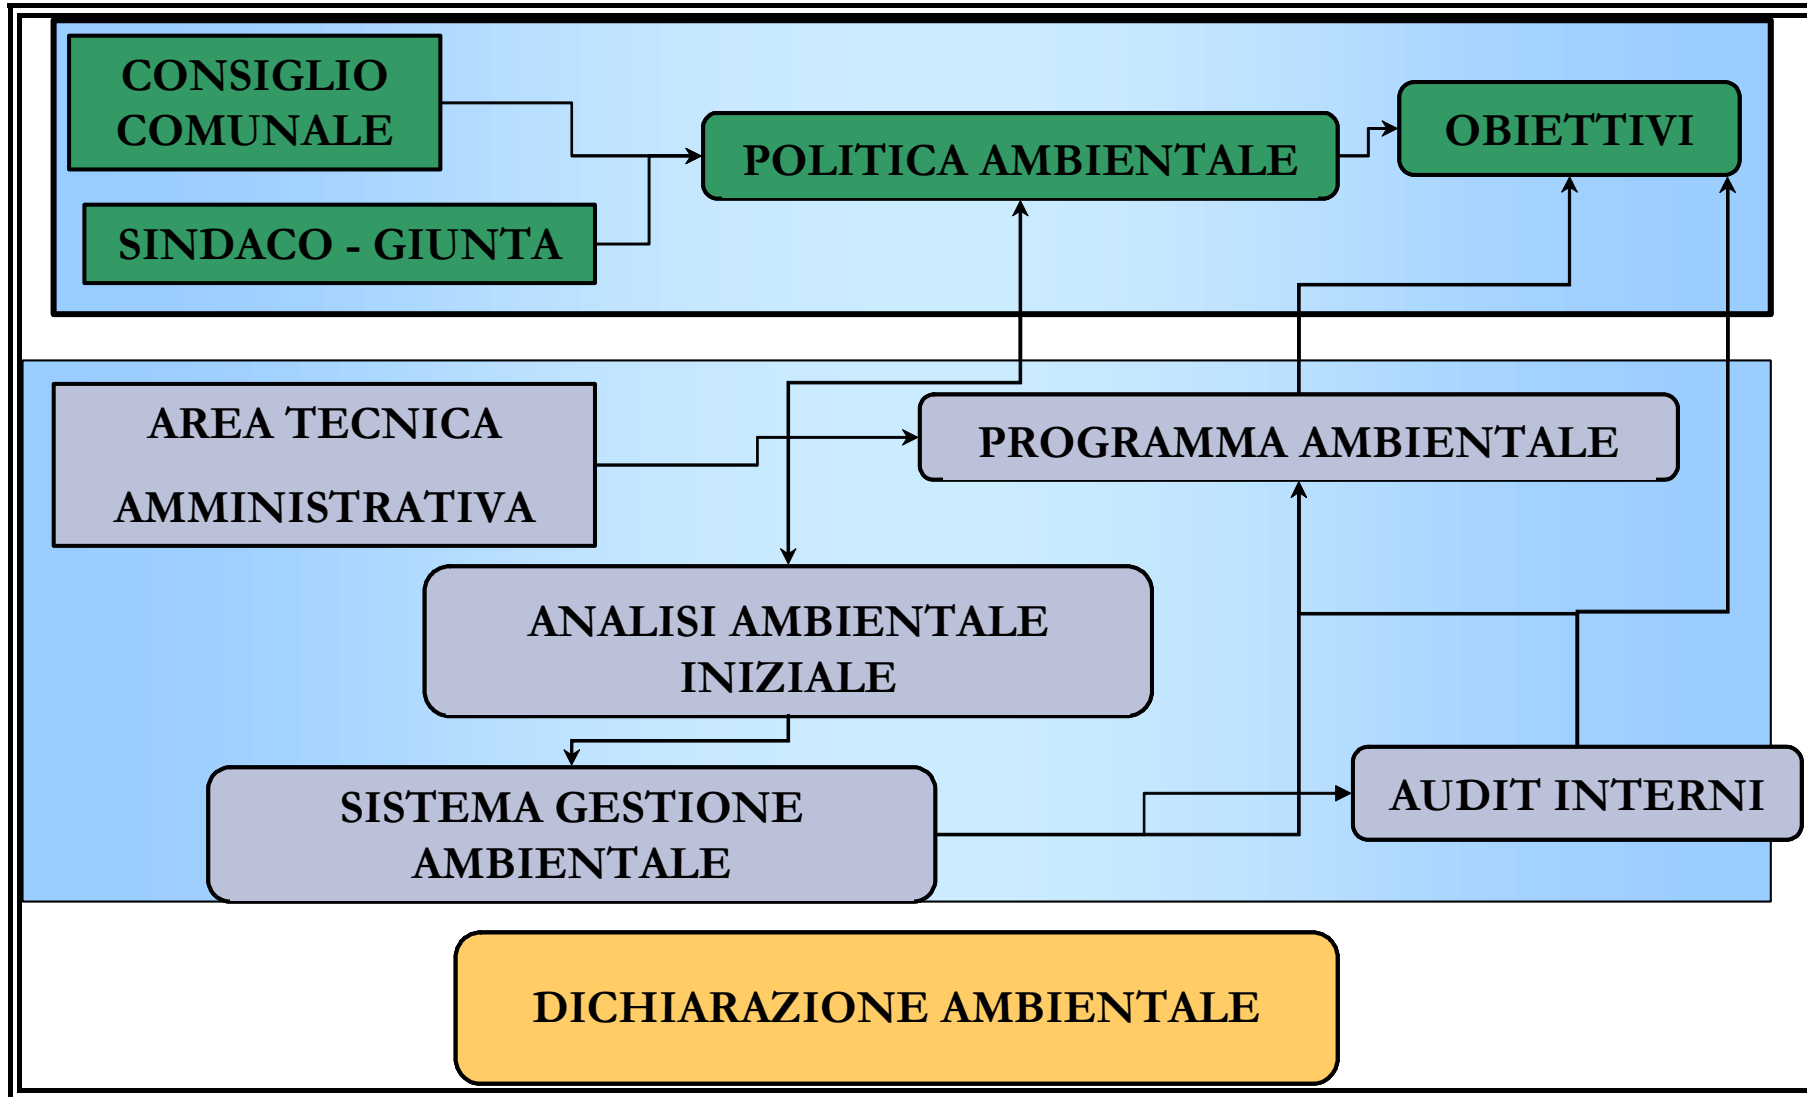 CONSIGLIO
COMUNALE
POLITICA AMBIENTALE
OBIETTIVI
SINDACO - GIUNTA
AREA TECNICA
AMMINISTRATIVA
PROGRAMMA AMBIENTALE
ANALISI AMBIENTALE
INIZIALE
SISTEMA GESTIONE
AMBIENTALE
AUDIT INTERNI
DICHIARAZIONE AMBIENTALE